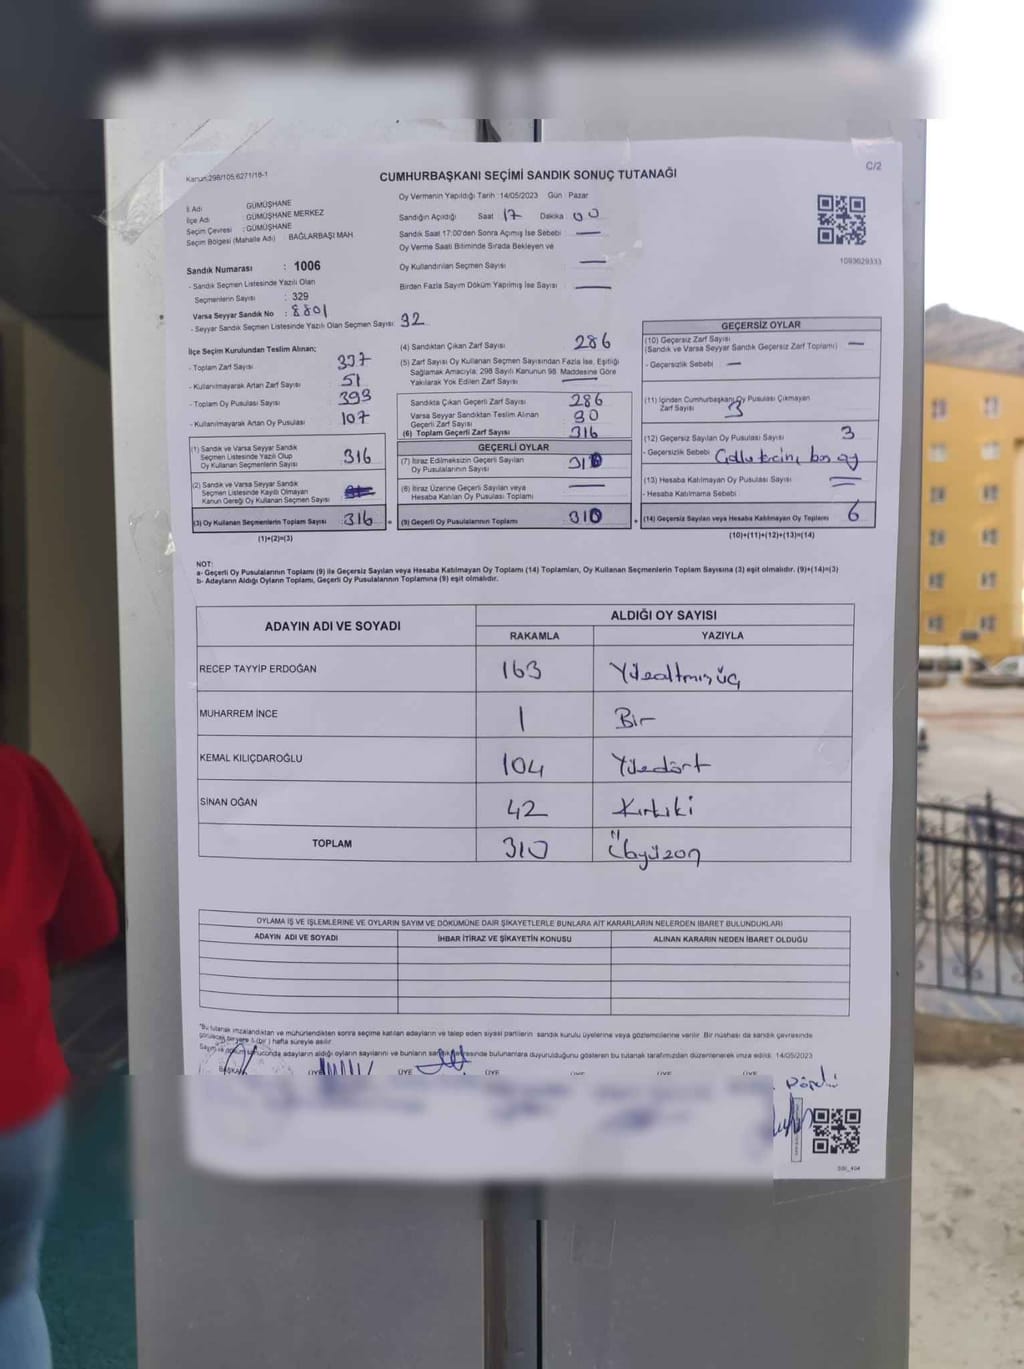 Kanun:298/105;6271/18-1
CUMHURBAŞKANI SEÇİMİ SANDIK SONUÇ TUTANAĞI
C/2
İl Adı GÜMÜŞHANE
İlçe Adı GÜMÜŞHANE MERKEZ
Seçim Çevresi : GÜMÜŞHANE
Seçim Bölgesi (Mahalle Adı) BAĞLARBAŞI MAH.
Oy Vermenin Yapıldığı Tarih :14/05/2023 Gün : Pazar
Sandığın Açıldığı Saat 17 Dakika 00
Sandık Saat 17:00'den Sonra Açımış İse Sebebi —
Oy Verme Saati Bitiminde Sırada Bekleyen ve
Oy Kullandırılan Seçmen Sayısı —
Birden Fazla Sayım Döküm Yapılmış İse Sayısı —
1093629333
Sandık Numarası : 1006
- Sandık Seçmen Listesinde Yazılı Olan
Seçmenlerin Sayısı : 329
Varsa Seyyar Sandık No : 8801
- Seyyar Sandık Seçmen Listesinde Yazılı Olan Seçmen Sayısı: 32
İlçe Seçim Kurulundan Teslim Alınan;
- Toplam Zarf Sayısı 397
- Kullanılmayarak Artan Zarf Sayısı 51
- Toplam Oy Pusulası Sayısı 393
- Kullanılmayarak Artan Oy Pusulası 107
(1) Sandık ve Varsa Seyyar Sandık
Seçmen Listesinde Yazılı Olup
Oy Kullanan Seçmenlerin Sayısı 316
(2) Sandık ve Varsa Seyyar Sandık
Seçmen Listesinde Kayıtlı Olmayan
Kanun Gereği Oy Kullanan Seçmen Sayısı
(3) Oy Kullanan Seçmenlerin Toplam Sayısı 316
(1)+(2)=(3)
(4) Sandıktan Çıkan Zarf Sayısı 286
(5) Zarf Sayısı Oy Kullanan Seçmen Sayısından Fazla İse, Eşitliği
Sağlamak Amacıyla; 298 Sayılı Kanunun 98. Maddesine Göre
Yakılarak Yok Edilen Zarf Sayısı —
Sandıkta Çıkan Geçerli Zarf Sayısı 286
Varsa Seyyar Sandıktan Teslim Alınan
Geçerli Zarf Sayısı 30
(6) Toplam Geçerli Zarf Sayısı 316
GEÇERLİ OYLAR
(7) İtiraz Edilmeksizin Geçerli Sayılan
Oy Pusulalarının Sayısı 310
(8) İtiraz Üzerine Geçerli Sayılan veya
Hesaba Katılan Oy Pusulası Toplamı —
(9) Geçerli Oy Pusulalarının Toplamı 310
GEÇERSİZ OYLAR
(10) Geçersiz Zarf Sayısı
(Sandık ve Varsa Seyyar Sandık Geçersiz Zarf Toplamı) —
- Geçersizlik Sebebi —
(11) İçinden Cumhurbaşkanı Oy Pusulası Çıkmayan
Zarf Sayısı 3
(12) Geçersiz Sayılan Oy Pusulası Sayısı 3
- Geçersizlik Sebebi
(13) Hesaba Katılmayan Oy Pusulası Sayısı —
- Hesaba Katılmama Sebebi
(14) Geçersiz Sayılan veya Hesaba Katılmayan Oy Toplamı 6
(10)+(11)+(12)+(13)=(14)
NOT:
a- Geçerli Oy Pusulalarının Toplamı (9) ile Geçersiz Sayılan veya Hesaba Katılmayan Oy Toplamı (14) Toplamları, Oy Kullanan Seçmenlerin Toplam Sayısına (3) eşit olmalıdır. (9)+(14)=(3)
b- Adayların Aldığı Oyların Toplamı, Geçerli Oy Pusulalarının Toplamına (9) eşit olmalıdır.
ADAYIN ADI VE SOYADI ALDIĞI OY SAYISI
RAKAMLA YAZIYLA
RECEP TAYYİP ERDOĞAN 163 Yüzaltmışüç
MUHARREM İNCE 1 Bir
KEMAL KILIÇDAROĞLU 104 Yüzdört
SİNAN OĞAN 42 Kırkiki
TOPLAM 310 Üçyüzon
OYLAMA İŞ VE İŞLEMLERİNE VE OYLARIN SAYIM VE DÖKÜMÜNE DAİR ŞİKAYETLERLE BUNLARA AİT KARARLARIN NELERDEN İBARET BULUNDUKLARI
ADAYIN ADI VE SOYADI İHBAR İTİRAZ VE ŞİKAYETİN KONUSU ALINAN KARARIN NEDEN İBARET OLDUĞU
*Bu tutanak imzalandıktan ve mühürlendikten sonra seçime katılan adayların ve talep eden siyasi partilerin sandık kurulu üyelerine veya gözlemcilerine verilir. Bir nüshası da sandık çevresinde
görülecek bir yere 1 (bir) hafta süreyle asılır.
Sayım ve döküm sonucunda adayların aldığı oyların sayılarını ve bunların sandık çevresinde bulunanlara duyurulduğunu gösteren bu tutanak tarafımızdan düzenlenerek imza edildi. 14/05/2023
BAŞKAN ÜYE ÜYE ÜYE ÜYE ÜYE ÜYE